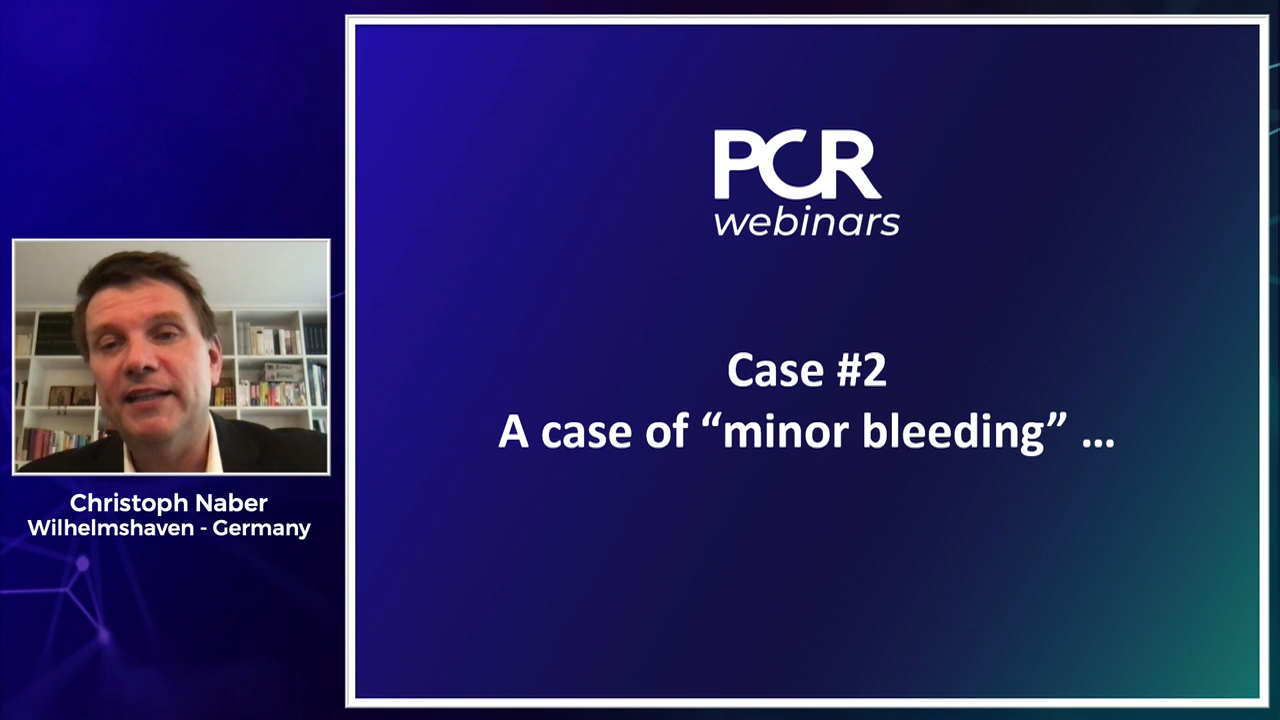 PCR
webinars
Case #2
A case of “minor bleeding” ...
Christoph Naber
Wilhelmshaven - Germany